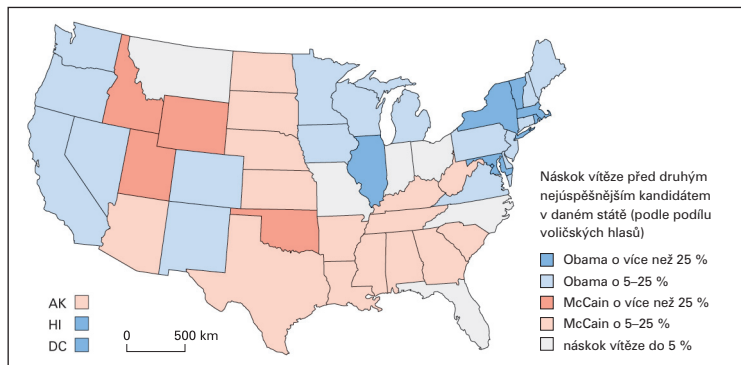 AK
HI
DC
0 500 km
Náskok vítěze před druhým
nejúspěšnějším kandidátem
v daném státě (podle podílu
voličských hlasů)
Obama o více než 25 %
Obama o 5–25 %
McCain o více než 25 %
McCain o 5–25 %
náskok vítěze do 5 %